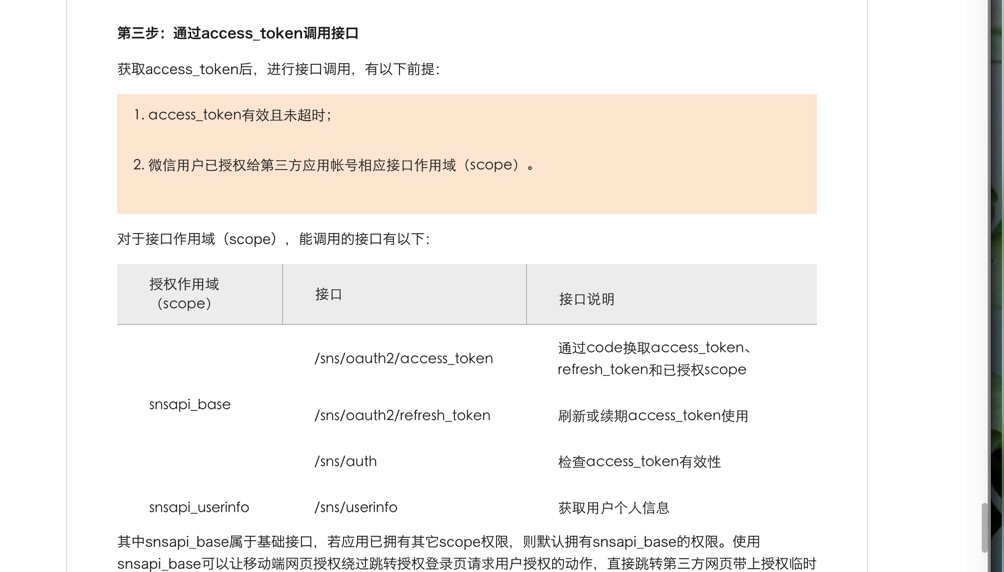 第三步：通过access_token调用接口
获取access_token后，进行接口调用，有以下前提：
1. access_token有效且未超时；
2. 微信用户已授权给第三方应用帐号相应接口作用域（scope）。
对于接口作用域（scope），能调用的接口有以下：
授权作用域
（scope）
接口
接口说明
snsapi_base
/sns/oauth2/access_token
通过code换取access_token、
refresh_token和已授权scope
/sns/oauth2/refresh_token
刷新或续期access_token使用
/sns/auth
检查access_token有效性
snsapi_userinfo
/sns/userinfo
获取用户个人信息
其中snsapi_base属于基础接口，若应用已拥有其它scope权限，则默认拥有snsapi_base的权限。使用
snsapi_base可以让移动端网页授权绕过跳转授权登录页请求用户授权的动作，直接跳转第三方网页带上授权临时